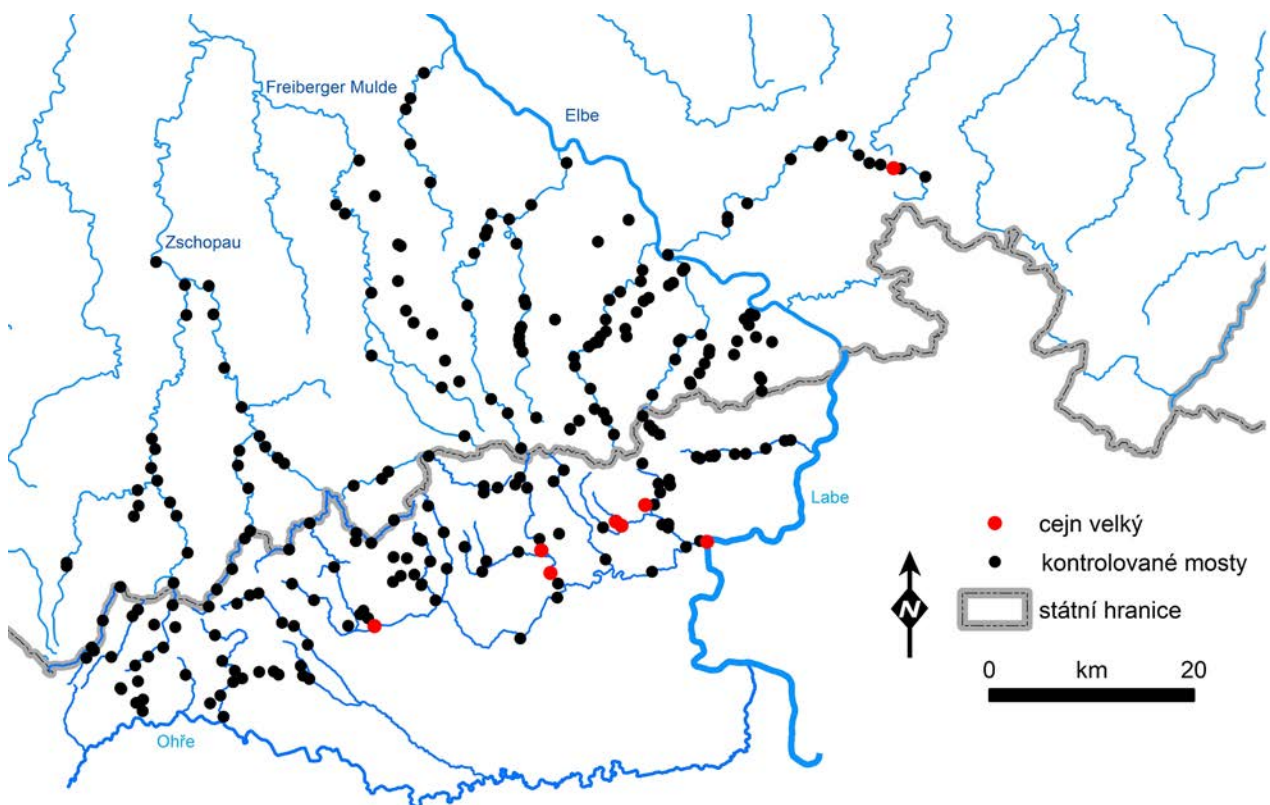 Freiberger Mulde
Elbe
Zschopau
Labe
cejn velký
kontrolované mosty
státní hranice
N
0 km 20
Ohře